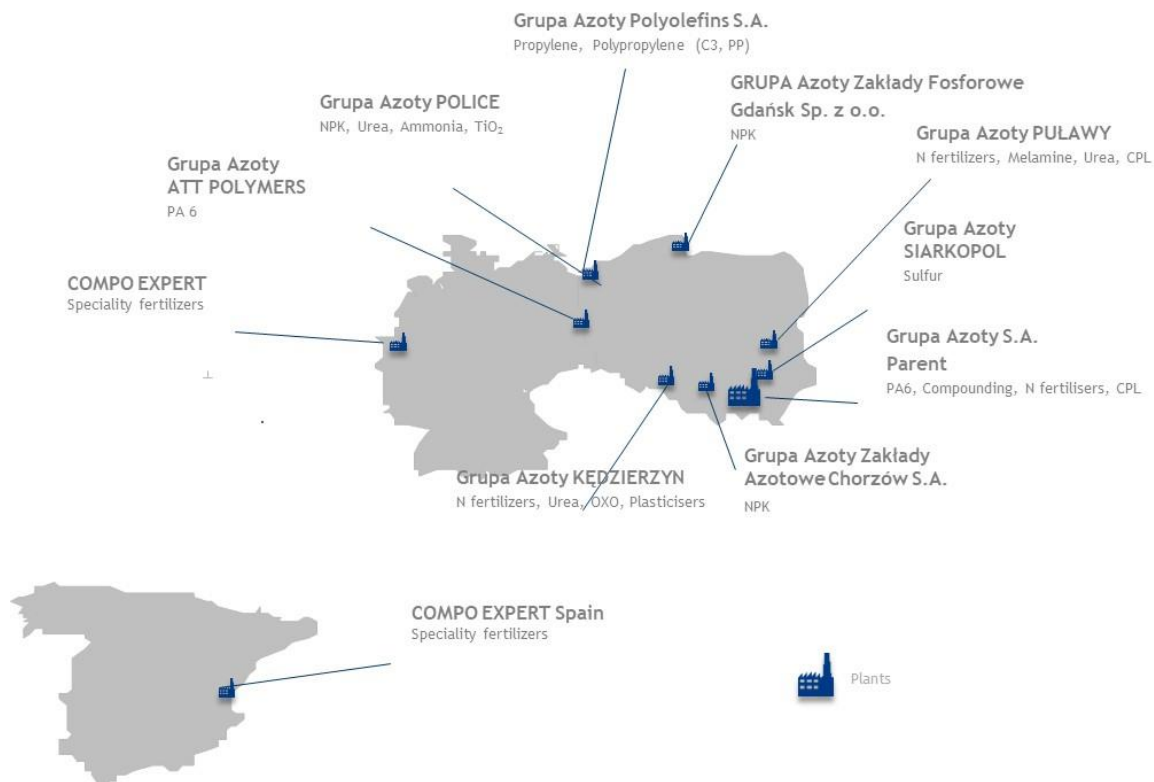 Grupa Azoty Polyolefins S.A.
Propylene, Polypropylene (C3, PP)
GRUPA Azoty Zakłady Fosforowe
Gdańsk Sp. z o.o.
NPK
Grupa Azoty POLICE
NPK, Urea, Ammonia, TiO₂
Grupa Azoty PUŁAWY
N fertilizers, Melamine, Urea, CPL
Grupa Azoty
ATT POLYMERS
PA 6
Grupa Azoty
SIARKOPOL
Sulfur
COMPO EXPERT
Speciality fertilizers
Grupa Azoty S.A.
Parent
PA6, Compounding, N fertilisers, CPL
Grupa Azoty KĘDZIERZYN
N fertilizers, Urea, OXO, Plasticisers
Grupa Azoty Zakłady
Azotowe Chorzów S.A.
NPK
COMPO EXPERT Spain
Speciality fertilizers
Plants